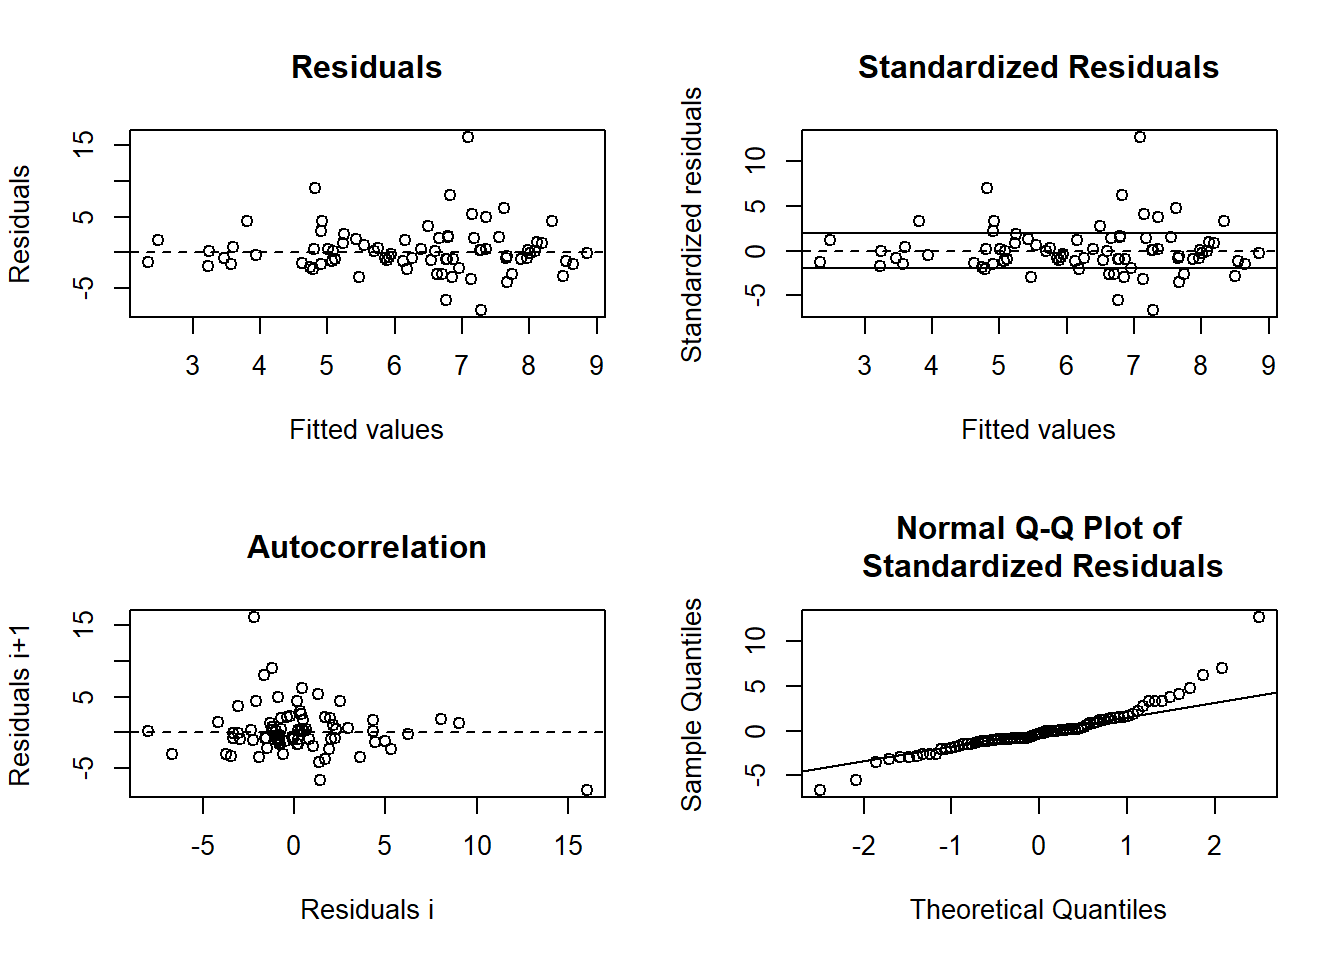 Residuals
Residuals
15
5
-5
3 4 5 6 7 8 9
Fitted values
Standardized Residuals
Standardized residuals
10
5
0
-5
3 4 5 6 7 8 9
Fitted values
Autocorrelation
Residuals i+1
15
5
-5
-5 0 5 10 15
Residuals i
Normal Q-Q Plot of
Standardized Residuals
Sample Quantiles
10
5
0
-5
-2 -1 0 1 2
Theoretical Quantiles